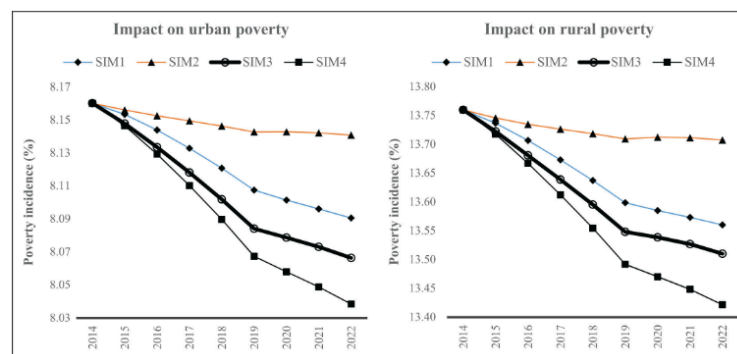 Impact on urban poverty
SIM1 SIM2 SIM3 SIM4
Poverty incidence (%)
8.17
8.15
8.13
8.11
8.09
8.07
8.05
8.03
2014 2015 2016 2017 2018 2019 2020 2021 2022
Impact on rural poverty
SIM1 SIM2 SIM3 SIM4
Poverty incidence (%)
13.80
13.75
13.70
13.65
13.60
13.55
13.50
13.45
13.40
2014 2015 2016 2017 2018 2019 2020 2021 2022